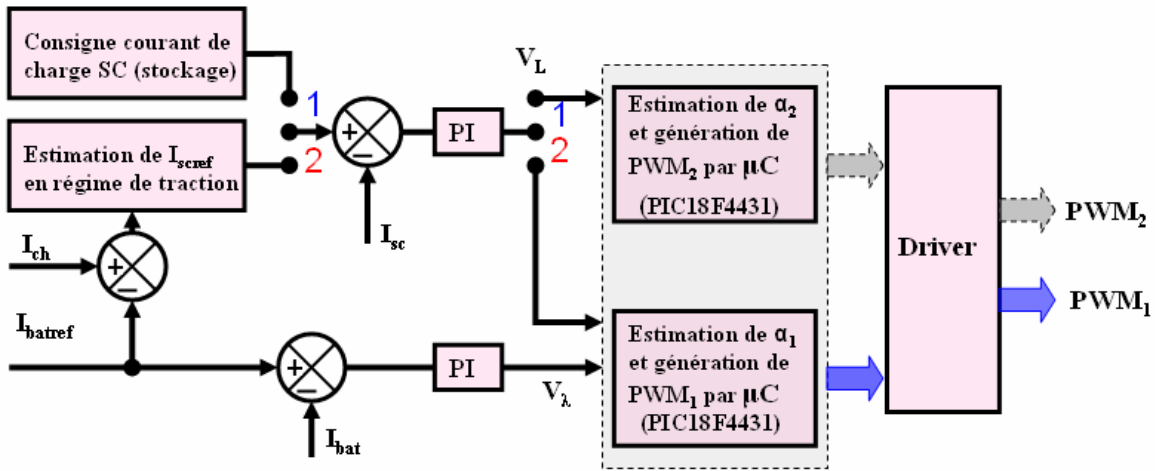 Consigne courant de
charge SC (stockage)
Estimation de Iscref
en régime de traction
1
2
+
−
PI
Isc
VL
1
2
Estimation de α2
et génération de
PWM2 par μC
(PIC18F4431)
Ich
+
−
Ibatref
+
−
Ibat
PI
Vλ
Estimation de α1
et génération de
PWM1 par μC
(PIC18F4431)
Driver
PWM2
PWM1